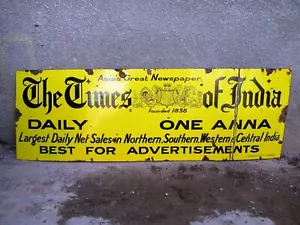 Asia's Great Newspaper
The Times of India
Founded 1838
DAILY ONE ANNA
Largest Daily Net Sales in Northern, Southern, Western & Central India
BEST FOR ADVERTISEMENTS